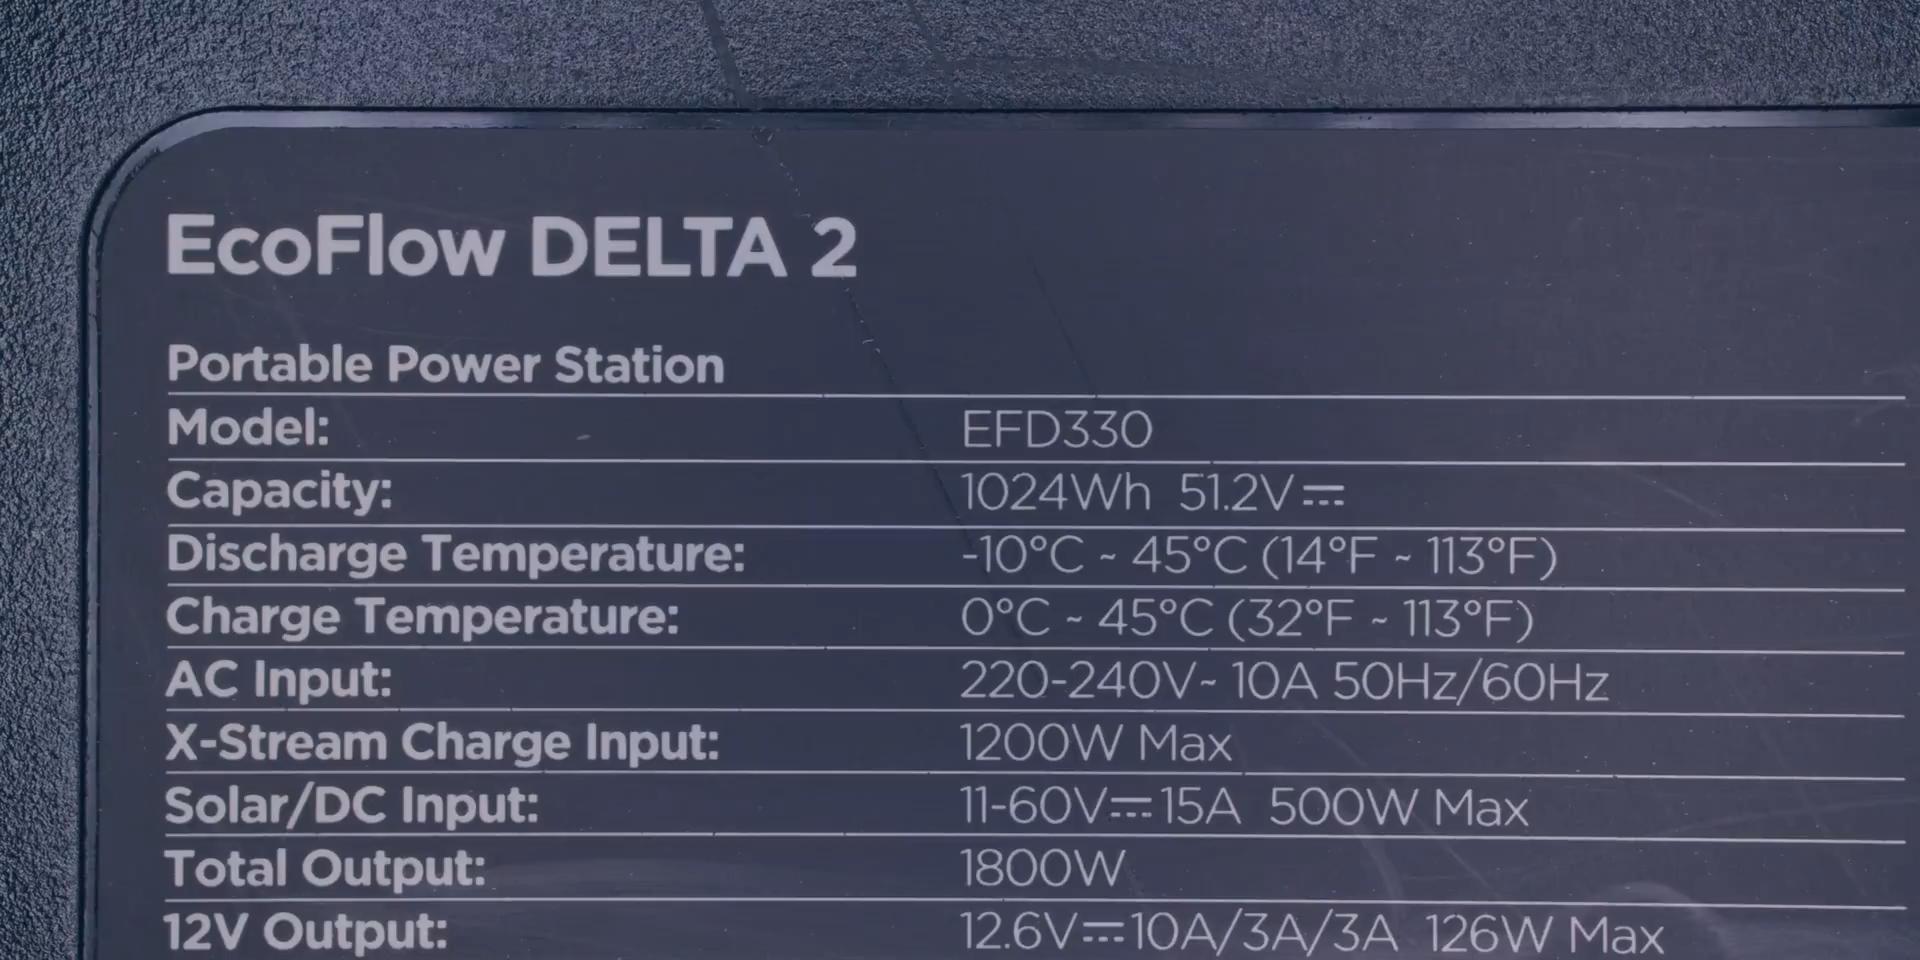 EcoFlow DELTA 2
Portable Power Station
Model: EFD330
Capacity: 1024Wh 51.2V⎓
Discharge Temperature: -10°C ~ 45°C (14°F ~ 113°F)
Charge Temperature: 0°C ~ 45°C (32°F ~ 113°F)
AC Input: 220-240V~ 10A 50Hz/60Hz
X-Stream Charge Input: 1200W Max
Solar/DC Input: 11-60V⎓15A 500W Max
Total Output: 1800W
12V Output: 12.6V⎓10A/3A/3A 126W Max